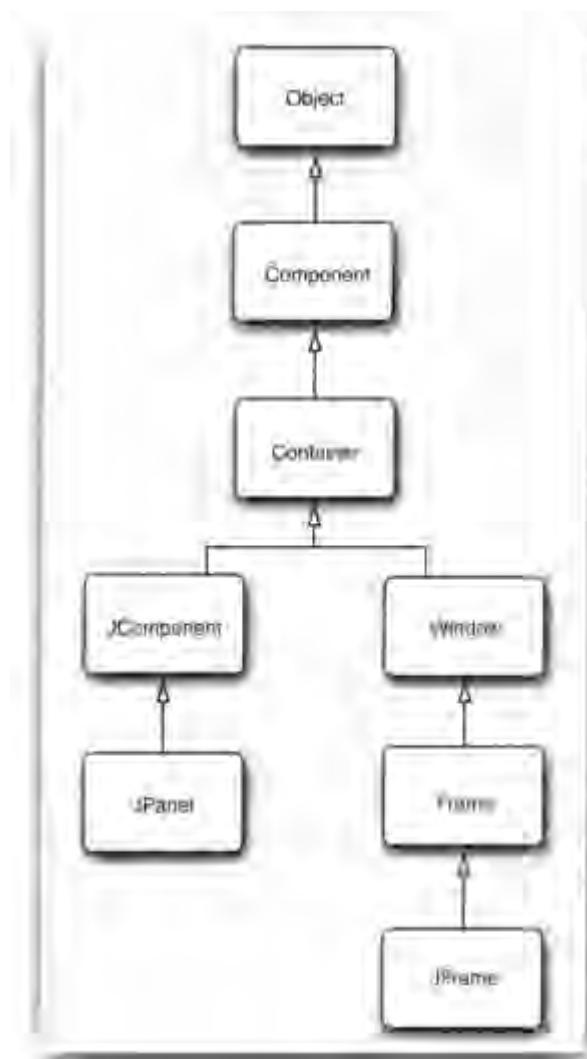 Object
Component
Container
JComponent
Window
JPanel
Frame
JFrame